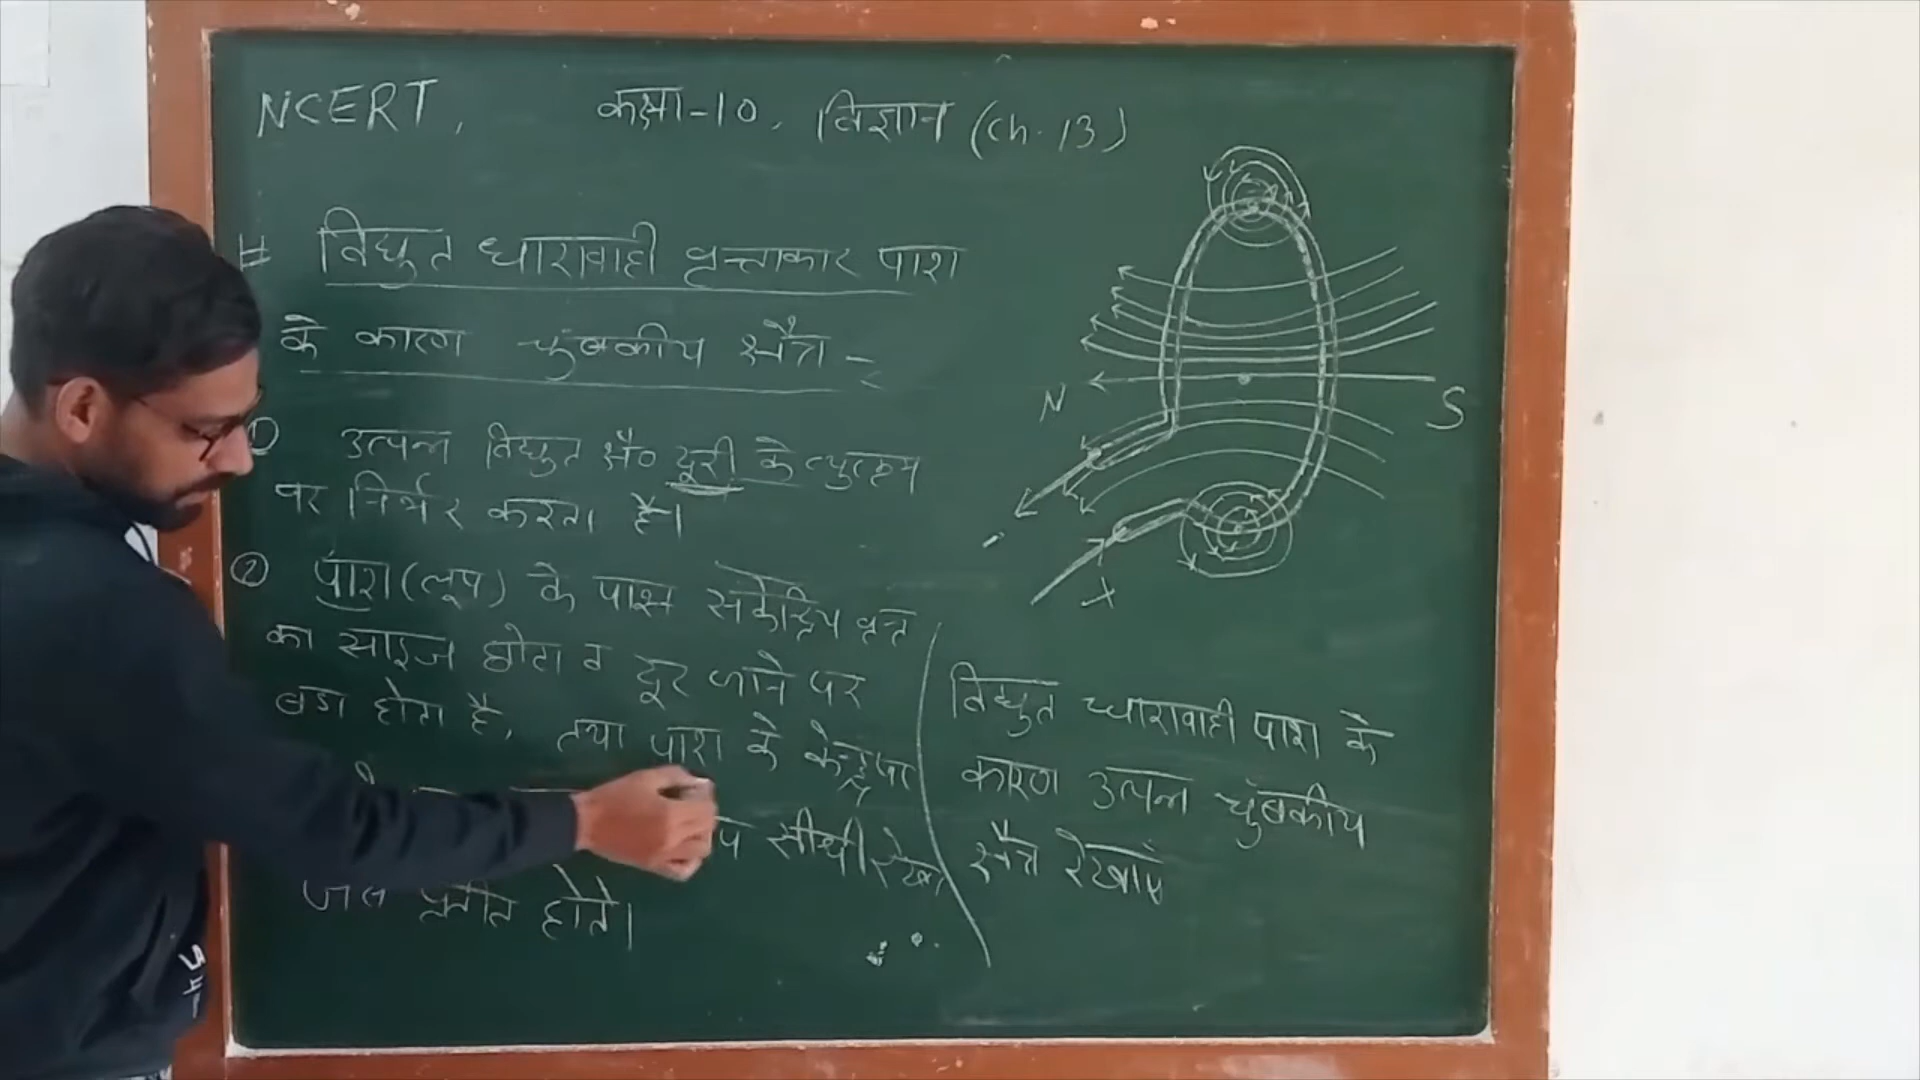 NCERT, कक्षा-10, विज्ञान (Ch. 13)
# विद्युत धारावाही वृत्ताकार पाश
के कारण चुंबकीय क्षेत्र -
① उत्पन्न विद्युत क्षे० दूरी के व्युत्क्रम
पर निर्भर करता है।
② पाश (लूप) के पास संकेन्द्रिय वृत्त
का साइज छोटा व दूर जाने पर
बडा होता है, तथा पाश के केन्द्र पर
सीधी रेखा
जैसे प्रतीत होते।
N
S
विद्युत धारावाही पाश के
कारण उत्पन्न चुंबकीय
क्षेत्र रेखाएं